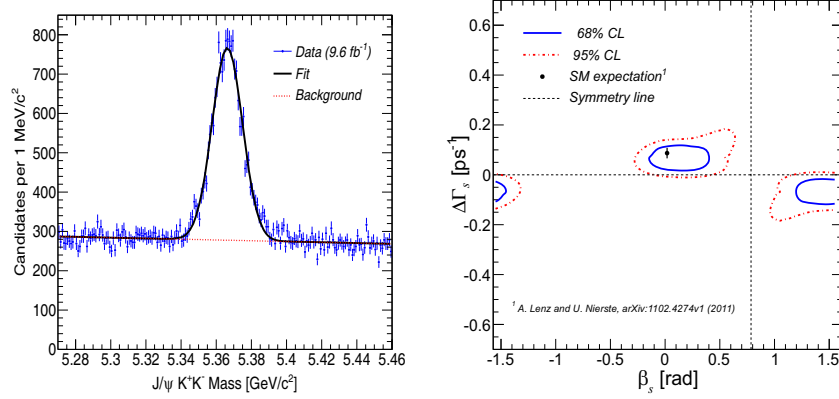 Candidates per 1 MeV/c²
800
700
600
500
400
300
200
100
0
Data (9.6 fb⁻¹)
Fit
Background
5.28 5.3 5.32 5.34 5.36 5.38 5.4 5.42 5.44 5.46
J/ψ K⁺K⁻ Mass [GeV/c²]
ΔΓₛ [ps⁻¹]
0.6
0.4
0.2
0
-0.2
-0.4
-0.6
68% CL
95% CL
SM expectation¹
Symmetry line
¹ A. Lenz and U. Nierste, arXiv:1102.4274v1 (2011)
-1.5 -1 -0.5 0 0.5 1 1.5
βₛ [rad]